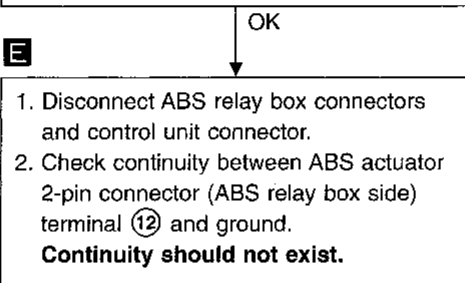 OK
E
1. Disconnect ABS relay box connectors
and control unit connector.
2. Check continuity between ABS actuator
2-pin connector (ABS relay box side)
terminal ⑫ and ground.
Continuity should not exist.